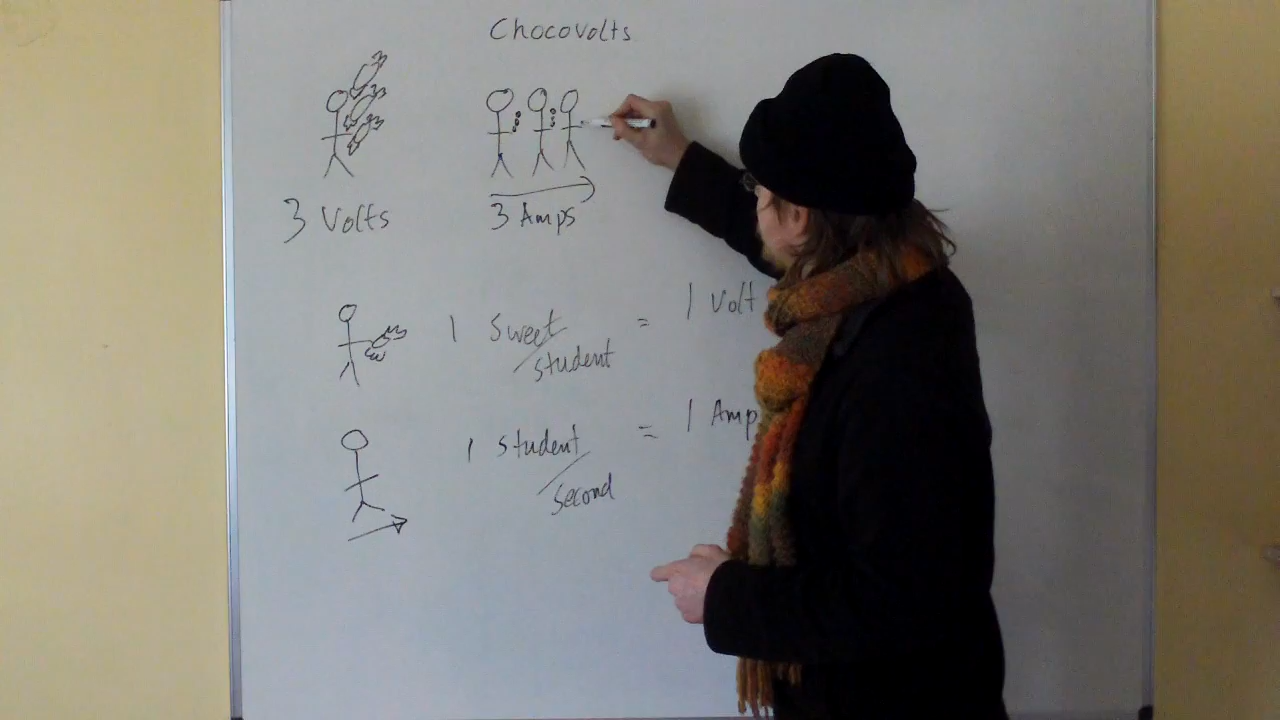 Chocovolts
3 Volts
3 Amps
1 Sweet/student = 1 Volt
1 student/second = 1 Amp